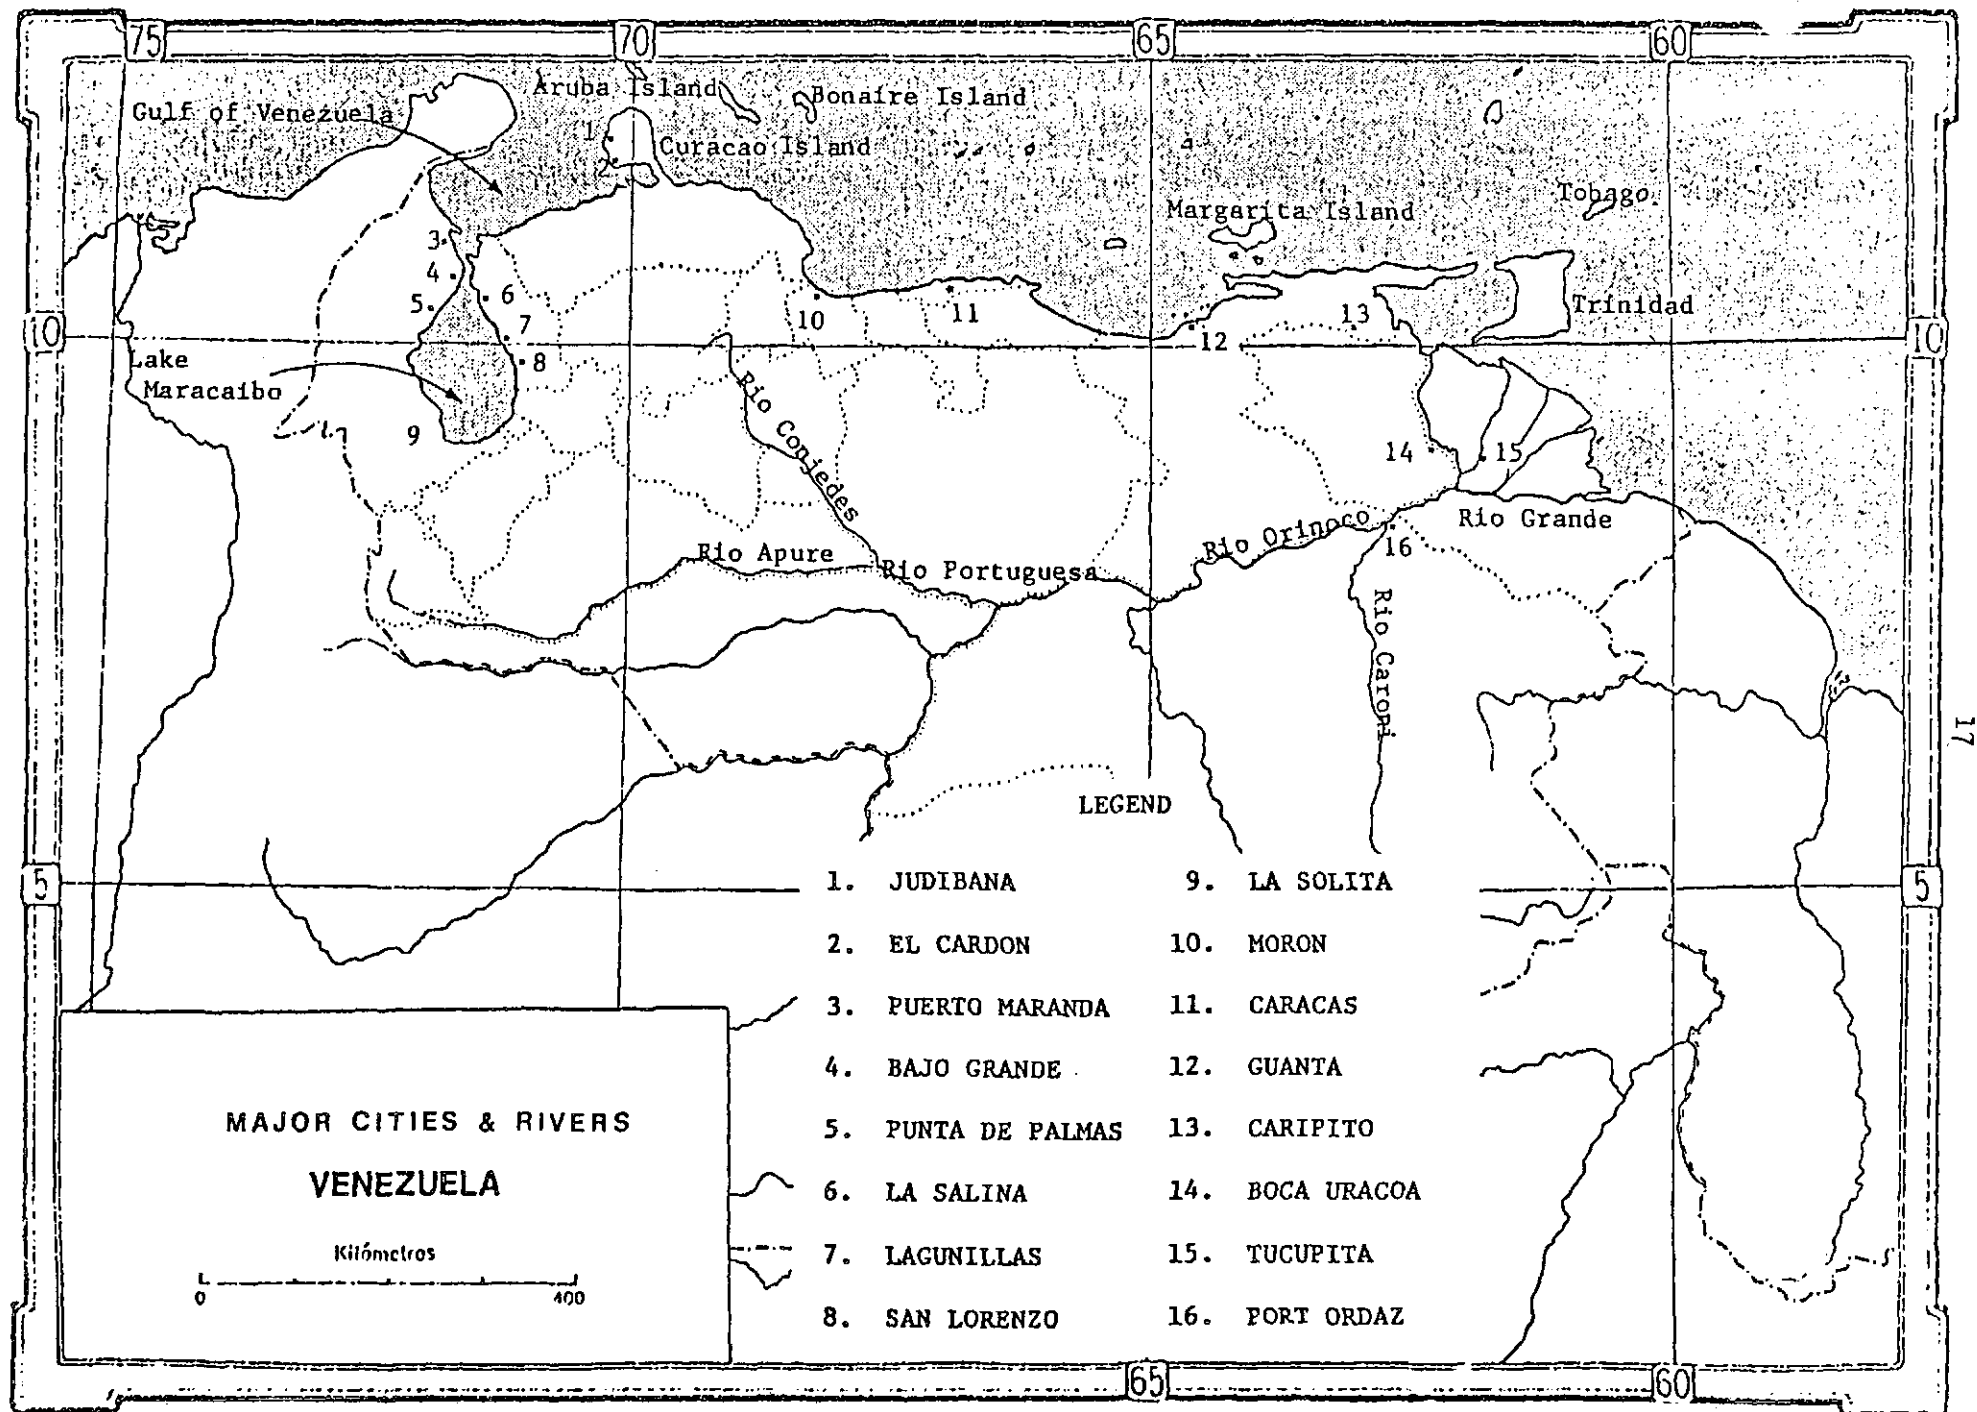 75 70 65 60
Aruba Island
Bonaire Island
Gulf of Venezuela
1
Curacao Island
Tobago
Margarita Island
3
4
6
5
Trinidad
10 11 13
7
10 12 10
8
Lake
Maracaibo
9
Rio Conjedes
14 15
Rio Grande
Rio Orinoco
16
Rio Apure
Rio Portuguesa
Rio Caroni
17
LEGEND
5 5
1. JUDIBANA
2. EL CARDON
3. PUERTO MARANDA
4. BAJO GRANDE
5. PUNTA DE PALMAS
6. LA SALINA
7. LAGUNILLAS
8. SAN LORENZO
9. LA SOLITA
10. MORON
11. CARACAS
12. GUANTA
13. CARIPITO
14. BOCA URACOA
15. TUCUPITA
16. PORT ORDAZ
MAJOR CITIES & RIVERS
VENEZUELA
Kilómetros
0 400
65 60